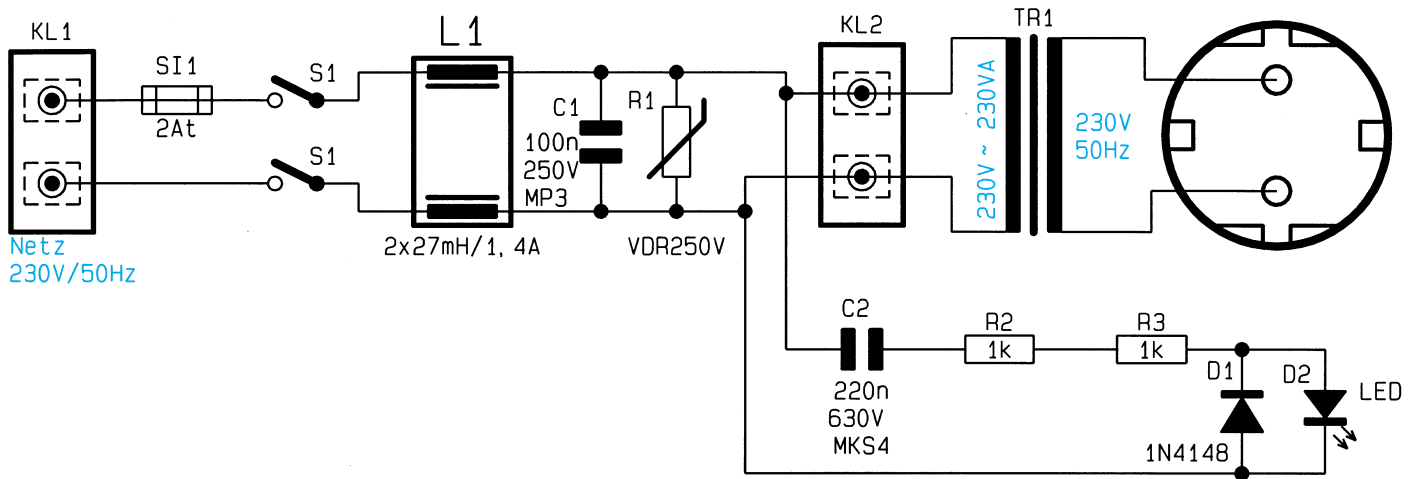 KL1
SI1
2At
S1
S1
L1
2x27mH/1,4A
C1
100n
250V
MP3
R1
VDR250V
KL2
TR1
230V ~ 230VA
230V
50Hz
Netz
230V/50Hz
C2
220n
630V
MKS4
R2
1k
R3
1k
D1
1N4148
D2
LED